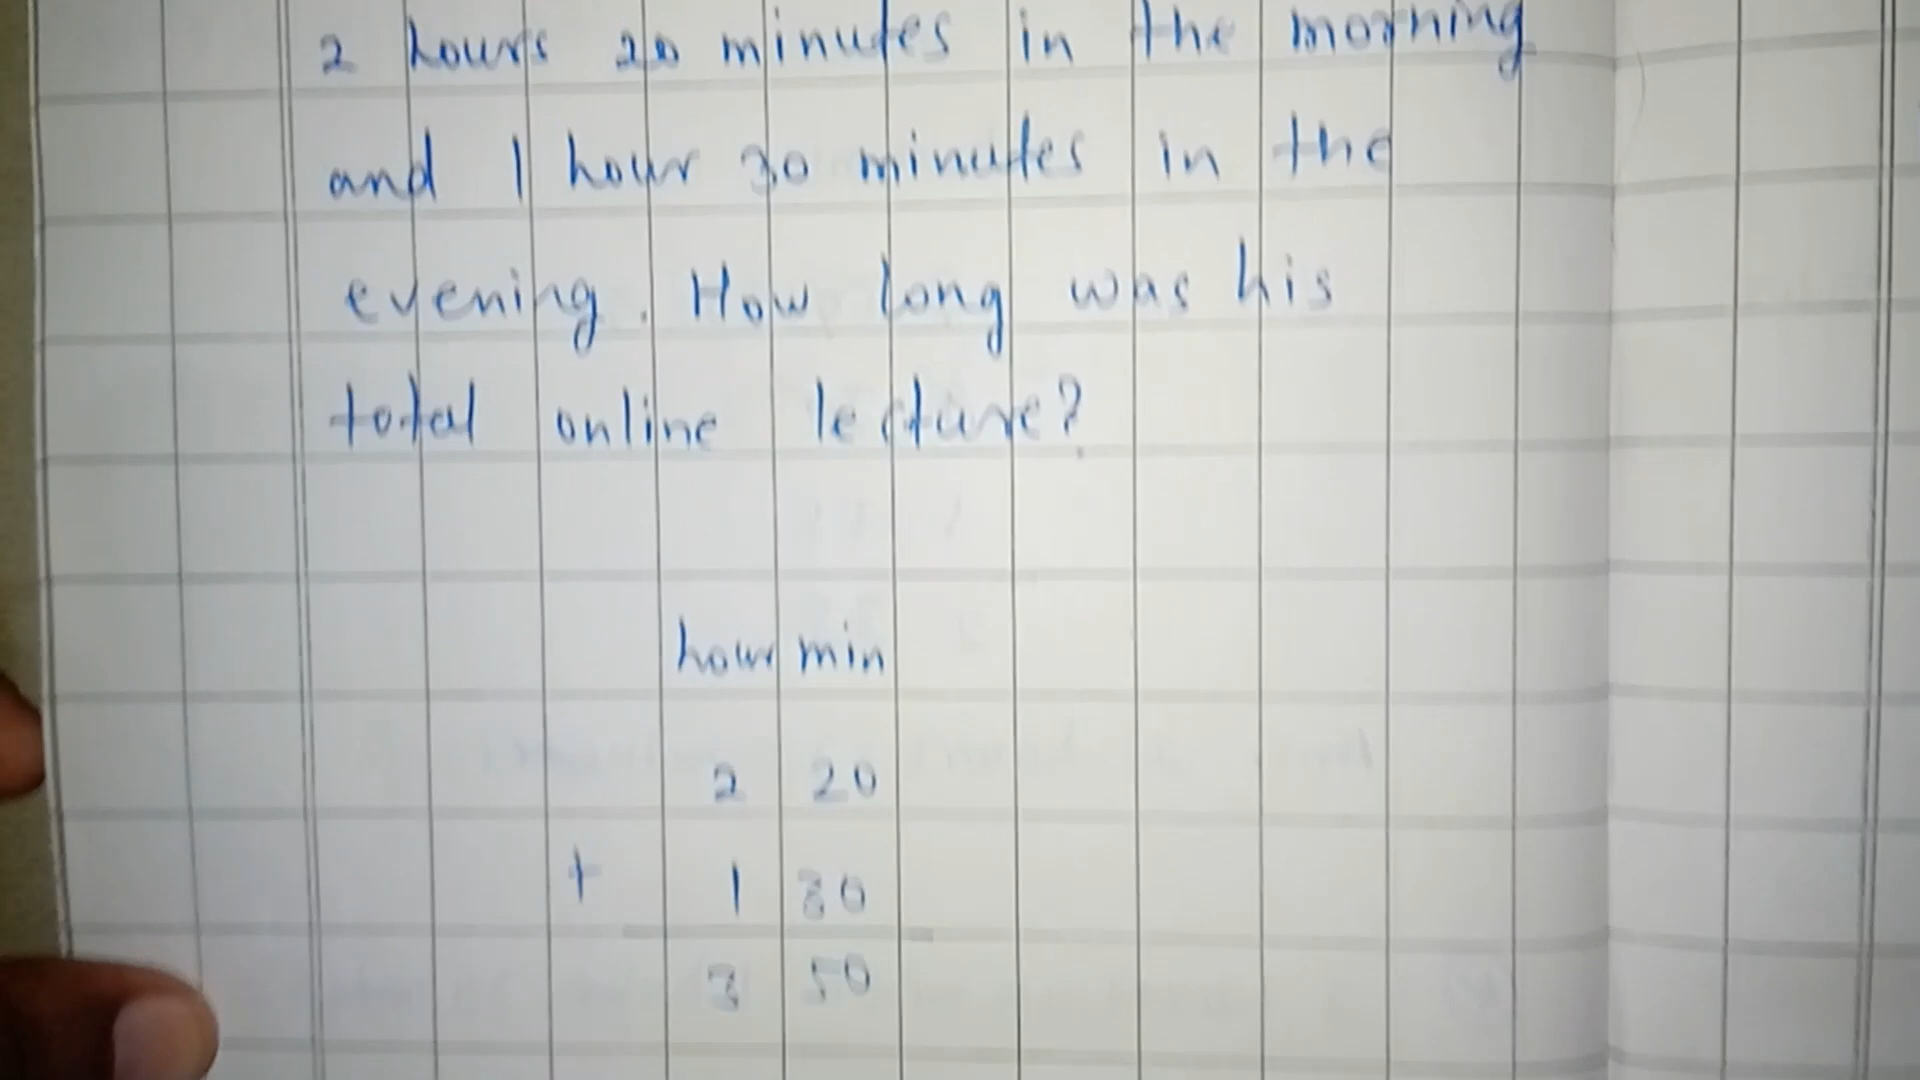 2 hours 20 minutes in the morning
and 1 hour 30 minutes in the
evening. How long was his
total online lecture?
hour min
2 20
+ 1 30
3 50